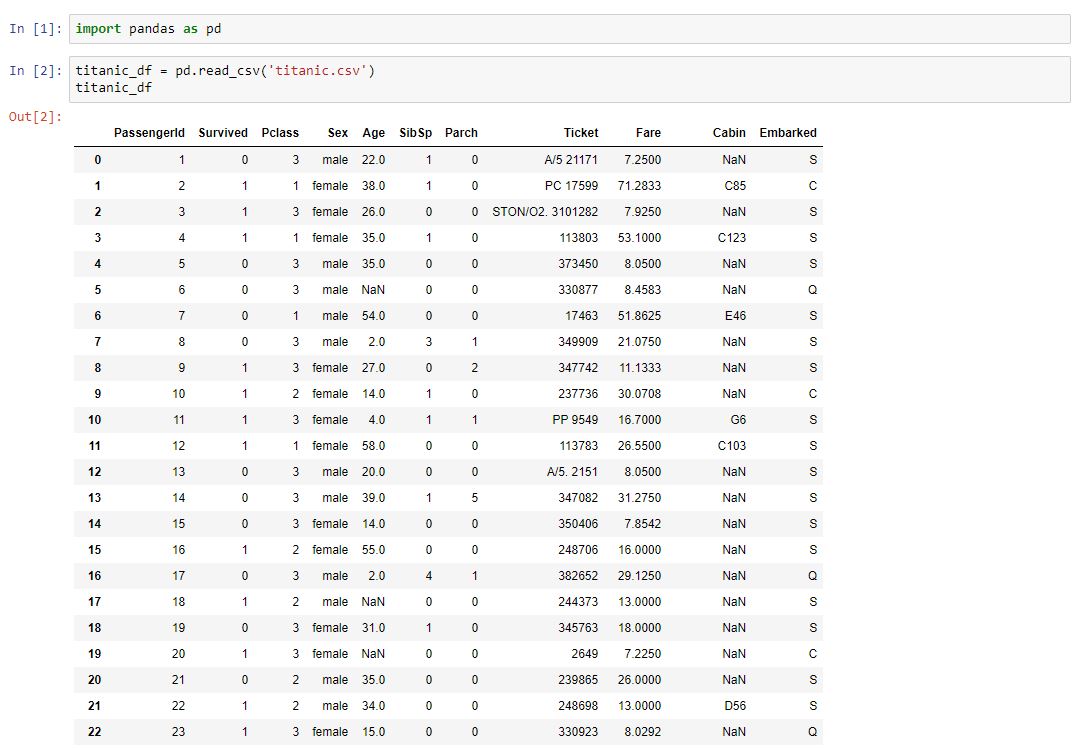 In [1]: import pandas as pd
In [2]: titanic_df = pd.read_csv('titanic.csv')
titanic_df
Out[2]:
PassengerId Survived Pclass Sex Age SibSp Parch Ticket Fare Cabin Embarked
0 1 0 3 male 22.0 1 0 A/5 21171 7.2500 NaN S
1 2 1 1 female 38.0 1 0 PC 17599 71.2833 C85 C
2 3 1 3 female 26.0 0 0 STON/O2. 3101282 7.9250 NaN S
3 4 1 1 female 35.0 1 0 113803 53.1000 C123 S
4 5 0 3 male 35.0 0 0 373450 8.0500 NaN S
5 6 0 3 male NaN 0 0 330877 8.4583 NaN Q
6 7 0 1 male 54.0 0 0 17463 51.8625 E46 S
7 8 0 3 male 2.0 3 1 349909 21.0750 NaN S
8 9 1 3 female 27.0 0 2 347742 11.1333 NaN S
9 10 1 2 female 14.0 1 0 237736 30.0708 NaN C
10 11 1 3 female 4.0 1 1 PP 9549 16.7000 G6 S
11 12 1 1 female 58.0 0 0 113783 26.5500 C103 S
12 13 0 3 male 20.0 0 0 A/5. 2151 8.0500 NaN S
13 14 0 3 male 39.0 1 5 347082 31.2750 NaN S
14 15 0 3 female 14.0 0 0 350406 7.8542 NaN S
15 16 1 2 female 55.0 0 0 248706 16.0000 NaN S
16 17 0 3 male 2.0 4 1 382652 29.1250 NaN Q
17 18 1 2 male NaN 0 0 244373 13.0000 NaN S
18 19 0 3 female 31.0 1 0 345763 18.0000 NaN S
19 20 1 3 female NaN 0 0 2649 7.2250 NaN C
20 21 0 2 male 35.0 0 0 239865 26.0000 NaN S
21 22 1 2 male 34.0 0 0 248698 13.0000 D56 S
22 23 1 3 female 15.0 0 0 330923 8.0292 NaN Q